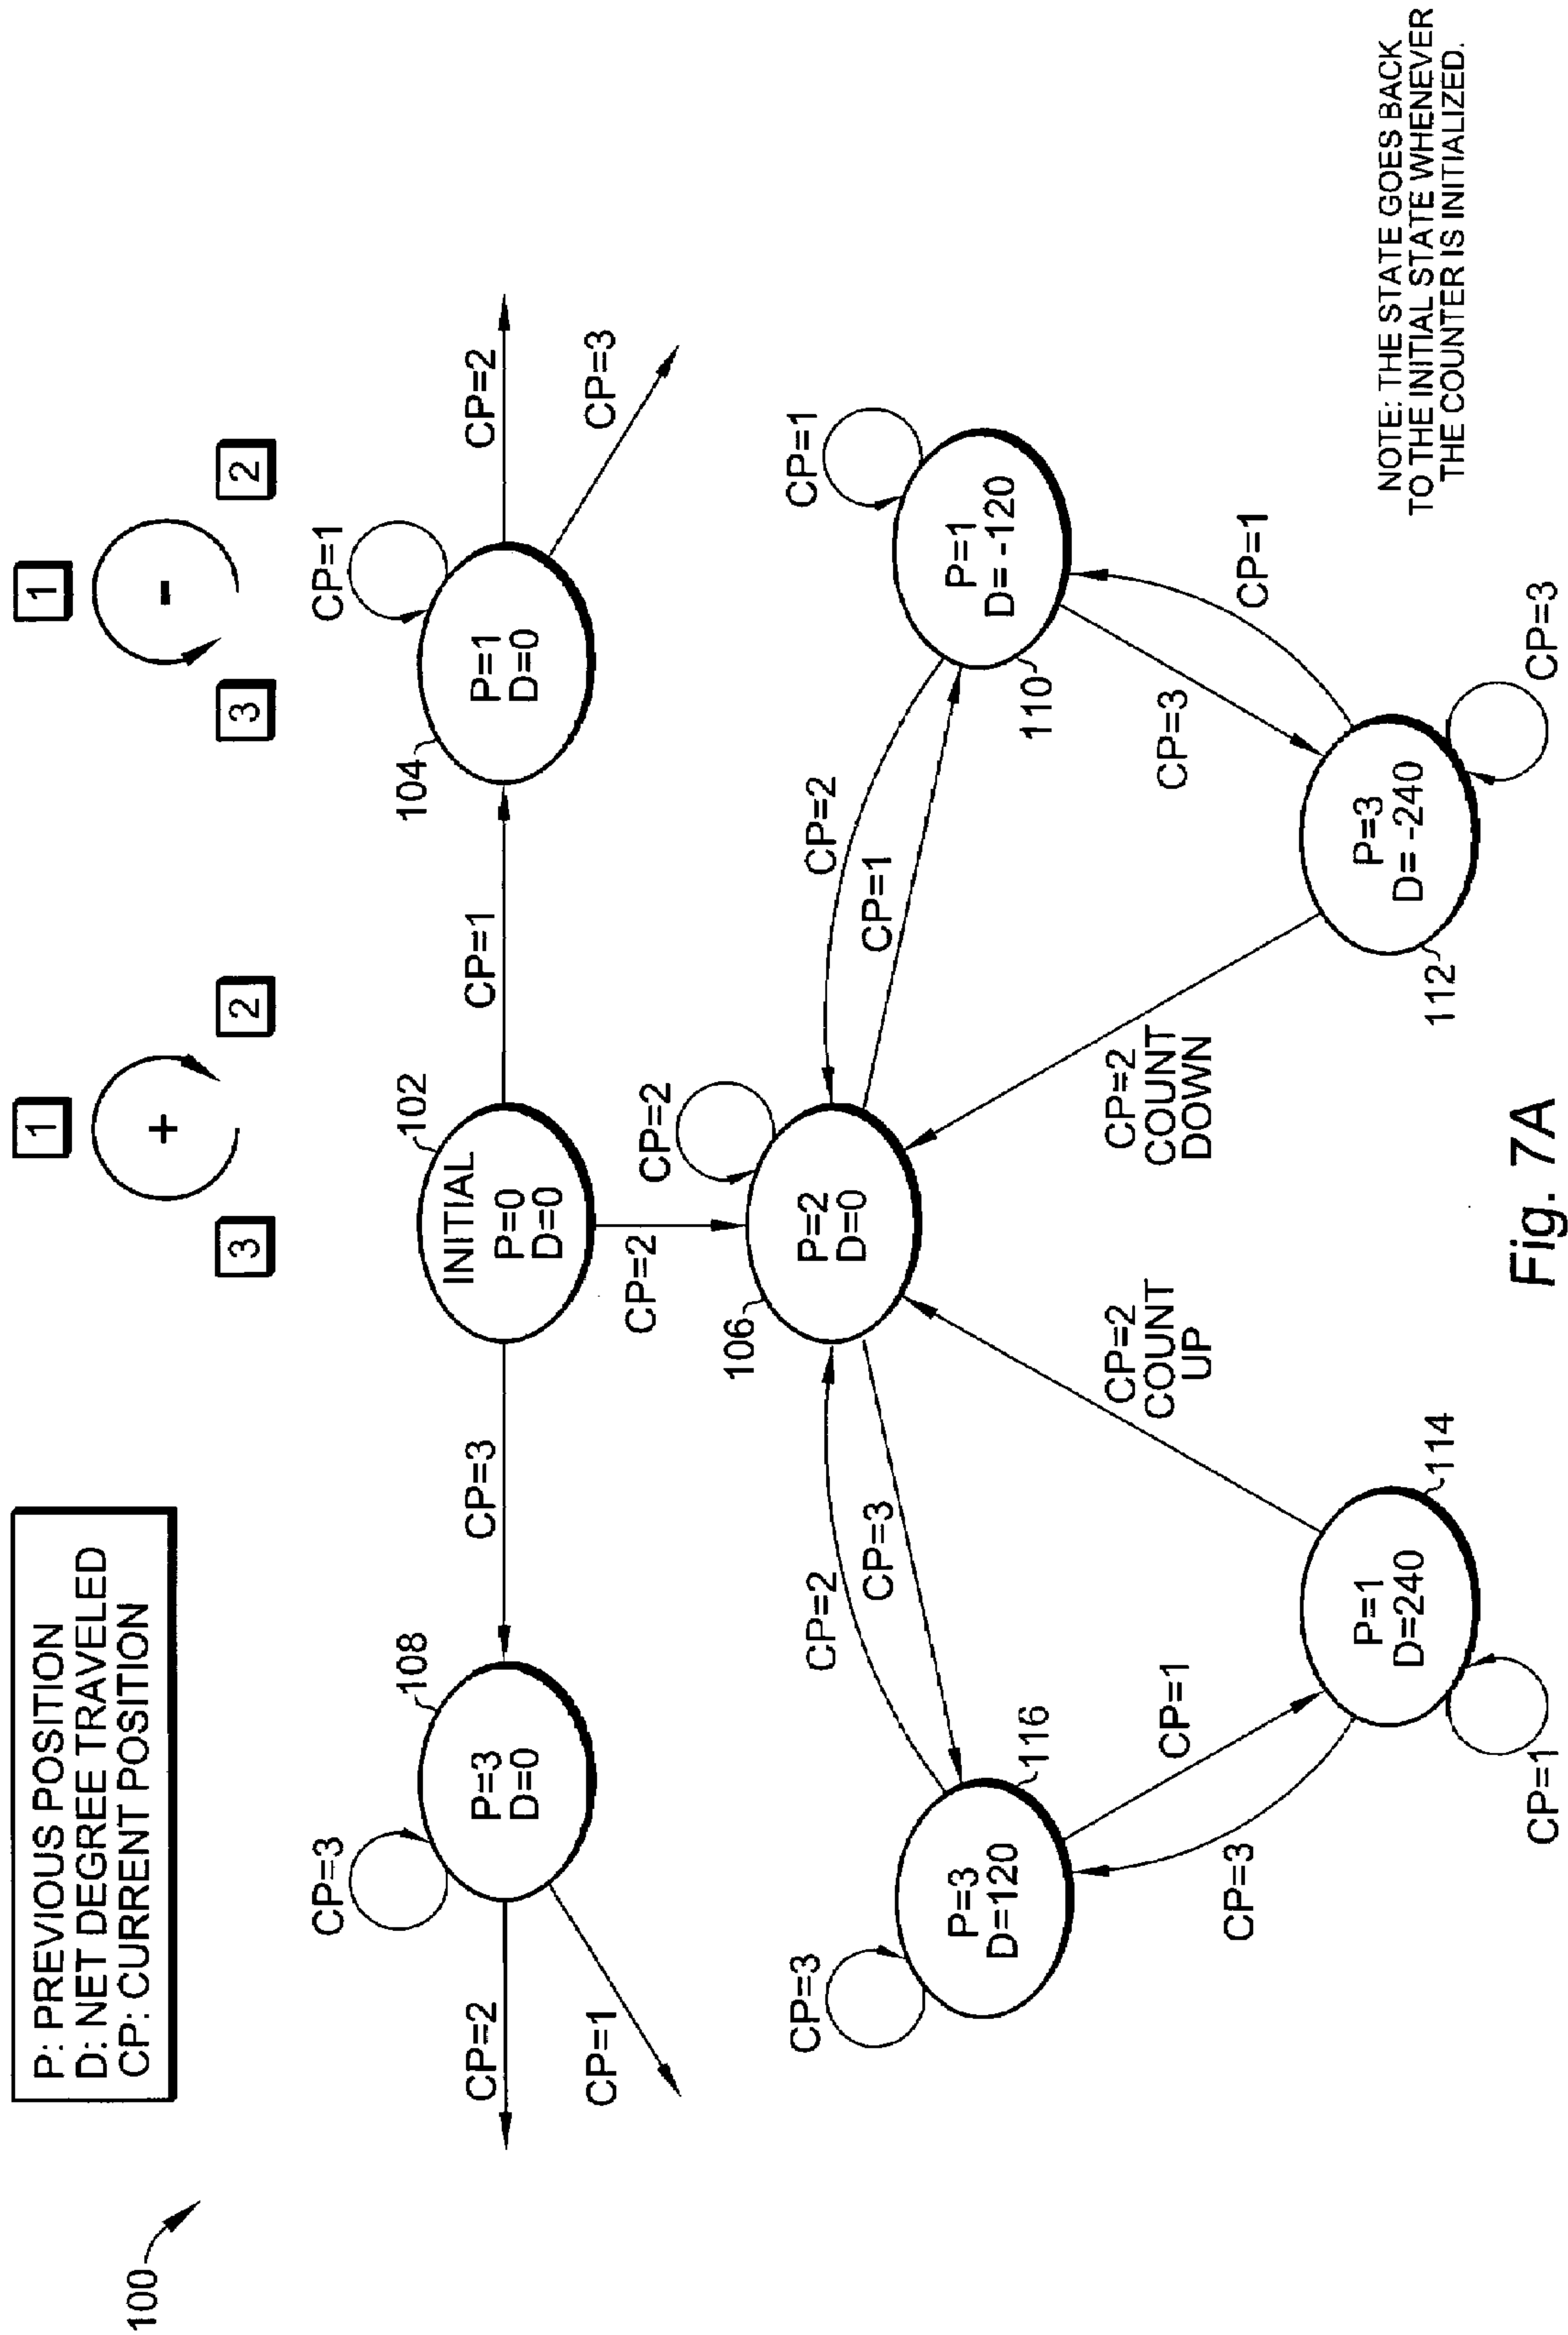 100
P: PREVIOUS POSITION
D: NET DEGREE TRAVELED
CP: CURRENT POSITION
1
+
3
2
1
-
3
2
CP=3
108
P=3
D=0
CP=2
CP=1
CP=3
102
INITIAL
P=0
D=0
CP=1
104
P=1
D=0
CP=1
CP=2
CP=3
CP=2
106
P=2
D=0
CP=2
CP=2
CP=3
CP=2
CP=1
CP=3
116
P=3
D=120
CP=1
CP=3
114
P=1
D=240
CP=1
CP=2
COUNT
UP
CP=2
COUNT
DOWN
CP=1
110
P=1
D= -120
CP=3
CP=1
112
P=3
D= -240
CP=3
NOTE: THE STATE GOES BACK
TO THE INITIAL STATE WHENEVER
THE COUNTER IS INITIALIZED.
Fig. 7A